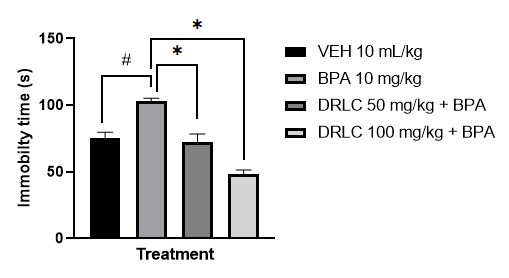 *
#
*
150
100
50
0
Immobilty time (s)
Treatment
VEH 10 mL/kg
BPA 10 mg/kg
DRLC 50 mg/kg + BPA
DRLC 100 mg/kg + BPA